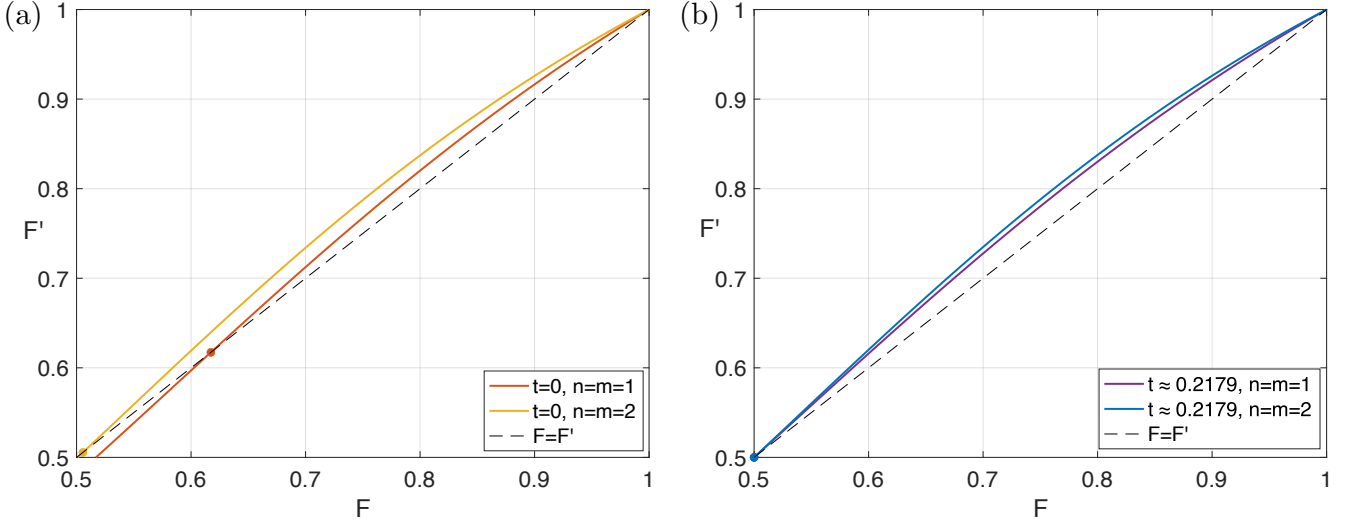 (a)
1
0.9
0.8
0.7
0.6
0.5
F'
0.5 0.6 0.7 0.8 0.9 1
F
t=0, n=m=1
t=0, n=m=2
F=F'
(b)
1
0.9
0.8
0.7
0.6
0.5
F'
0.5 0.6 0.7 0.8 0.9 1
F
t ≈ 0.2179, n=m=1
t ≈ 0.2179, n=m=2
F=F'